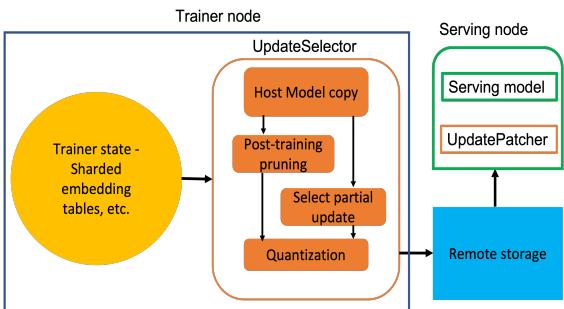 Trainer node
Serving node
UpdateSelector
Host Model copy
Post-training
pruning
Select partial
update
Quantization
Trainer state -
Sharded
embedding
tables, etc.
Serving model
UpdatePatcher
Remote storage